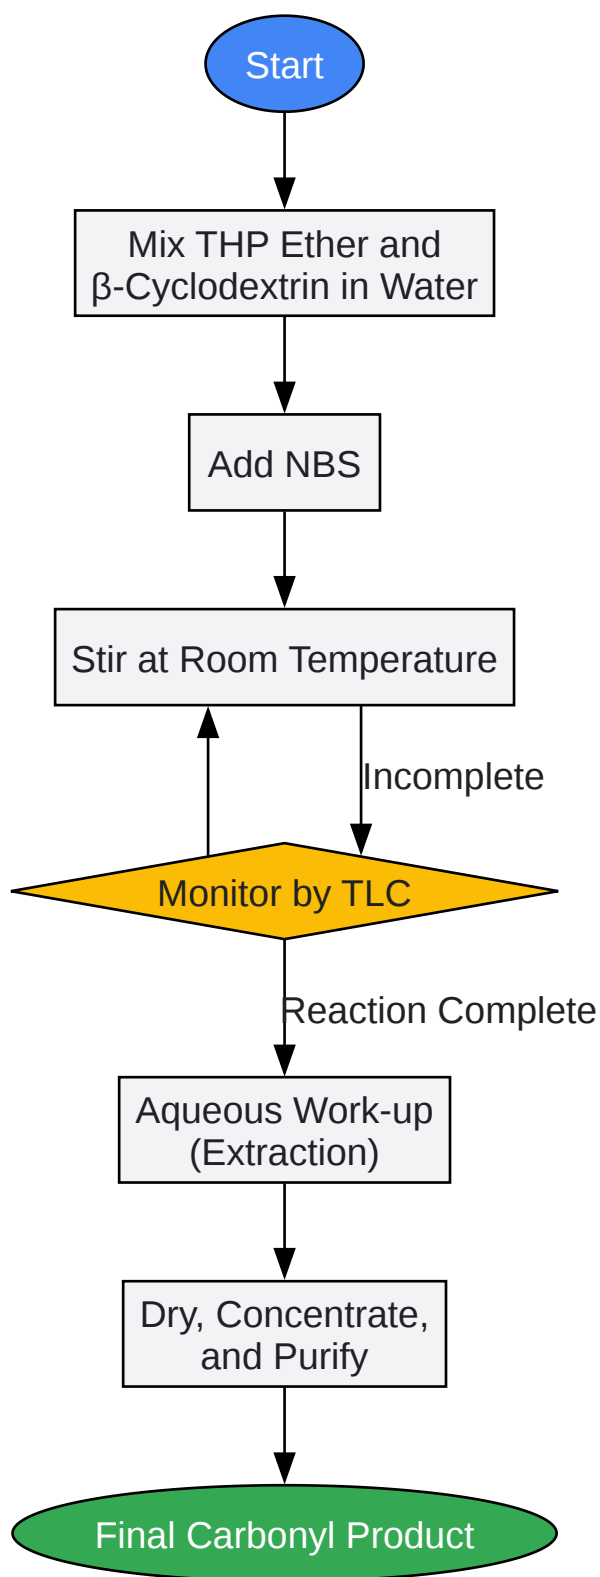 Start
Mix THP Ether and
β-Cyclodextrin in Water
Add NBS
Stir at Room Temperature
Incomplete
Monitor by TLC
Reaction Complete
Aqueous Work-up
(Extraction)
Dry, Concentrate,
and Purify
Final Carbonyl Product